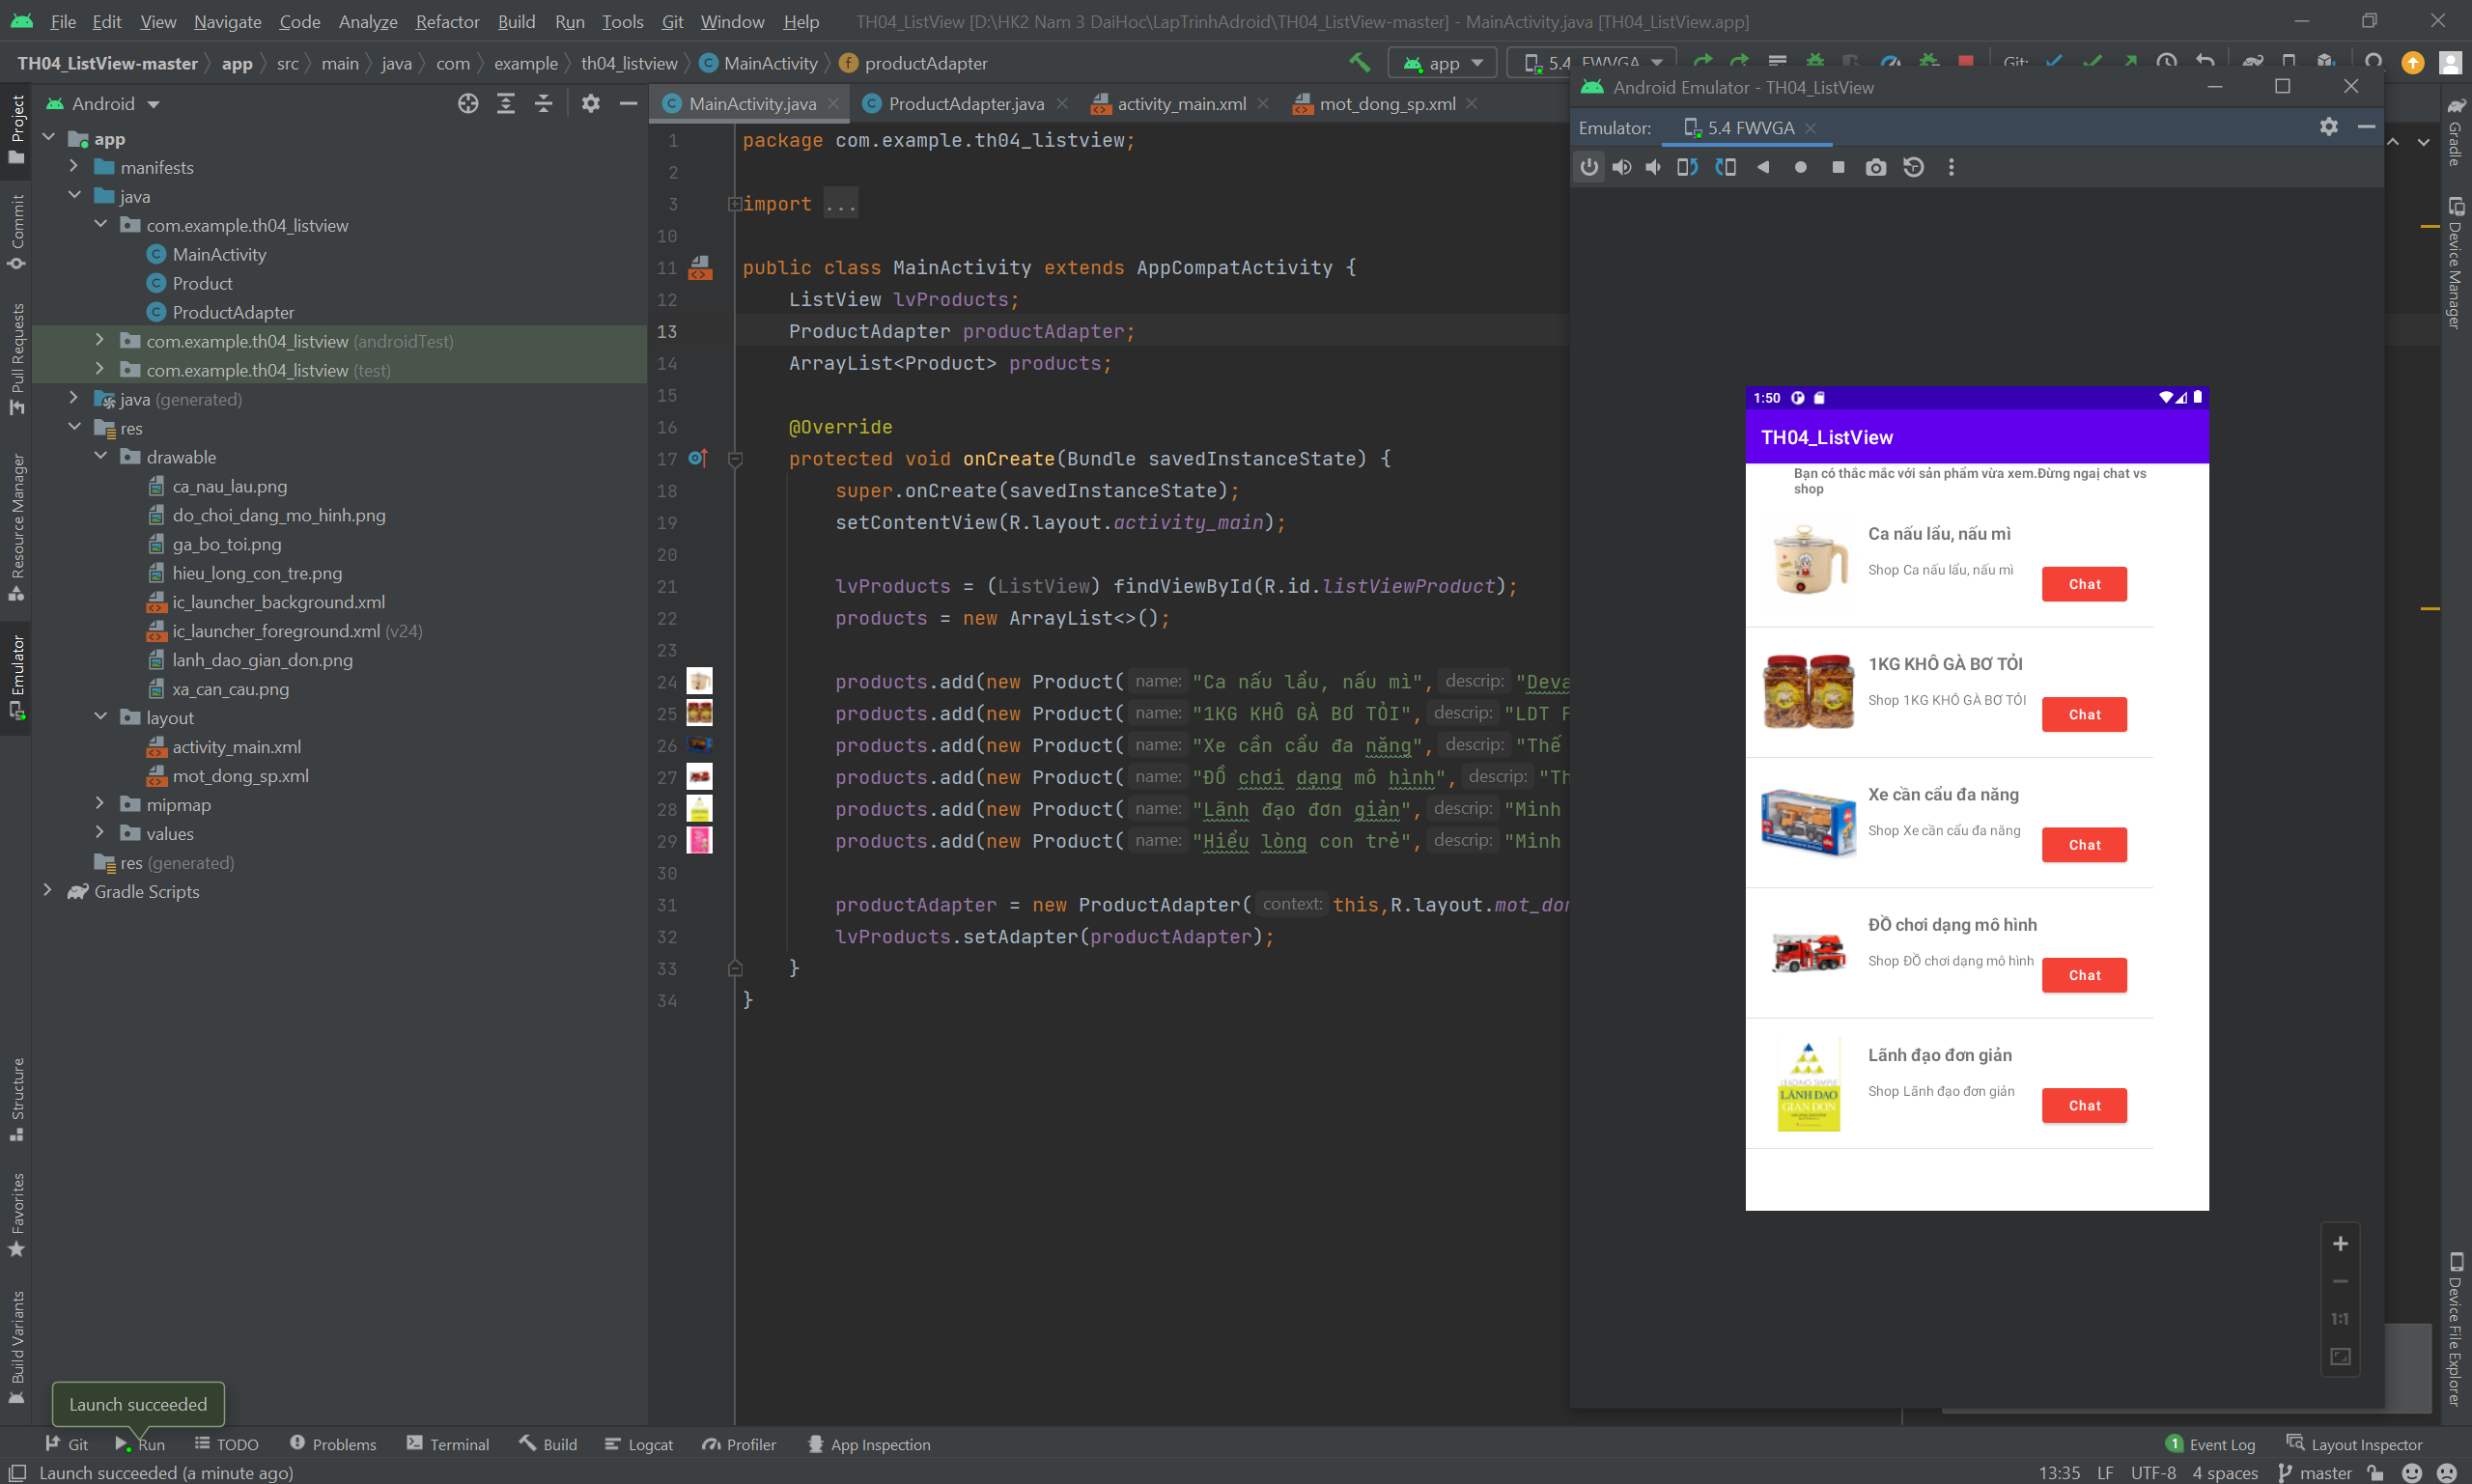 File Edit View Navigate Code Analyze Refactor Build Run Tools Git Window Help TH04_ListView [D:\HK2 Nam 3 DaiHoc\LapTrinhAdroid\TH04_ListView-master] - MainActivity.java [TH04_ListView.app]
TH04_ListView-master app src main java com example th04_listview MainActivity productAdapter app 5.4 FWVGA Git:
Android
app
manifests
java
com.example.th04_listview
MainActivity
Product
ProductAdapter
com.example.th04_listview (androidTest)
com.example.th04_listview (test)
java (generated)
res
drawable
ca_nau_lau.png
do_choi_dang_mo_hinh.png
ga_bo_toi.png
hieu_long_con_tre.png
ic_launcher_background.xml
ic_launcher_foreground.xml (v24)
lanh_dao_gian_don.png
xa_can_cau.png
layout
activity_main.xml
mot_dong_sp.xml
mipmap
values
res (generated)
Gradle Scripts
Project
Commit
Pull Requests
Resource Manager
Emulator
Structure
Favorites
Build Variants
MainActivity.java ProductAdapter.java activity_main.xml mot_dong_sp.xml
1 package com.example.th04_listview;
2
3 import ...
10
11 public class MainActivity extends AppCompatActivity {
12 ListView lvProducts;
13 ProductAdapter productAdapter;
14 ArrayList<Product> products;
15
16 @Override
17 protected void onCreate(Bundle savedInstanceState) {
18 super.onCreate(savedInstanceState);
19 setContentView(R.layout.activity_main);
20
21 lvProducts = (ListView) findViewById(R.id.listViewProduct);
22 products = new ArrayList<>();
23
24 products.add(new Product( name: "Ca nấu lẩu, nấu mì", descrip: "Deva
25 products.add(new Product( name: "1KG KHÔ GÀ BƠ TỎI", descrip: "LDT F
26 products.add(new Product( name: "Xe cần cẩu đa năng", descrip: "Thế
27 products.add(new Product( name: "ĐỒ chơi dạng mô hình", descrip: "Th
28 products.add(new Product( name: "Lãnh đạo đơn giản", descrip: "Minh
29 products.add(new Product( name: "Hiểu lòng con trẻ", descrip: "Minh
30
31 productAdapter = new ProductAdapter( context: this,R.layout.mot_don
32 lvProducts.setAdapter(productAdapter);
33 }
34 }
Android Emulator - TH04_ListView
Emulator: 5.4 FWVGA
1:50
TH04_ListView
Bạn có thắc mắc với sản phẩm vừa xem.Đừng ngại chat vs
shop
Ca nấu lẩu, nấu mì
Shop Ca nấu lẩu, nấu mì
Chat
1KG KHÔ GÀ BƠ TỎI
Shop 1KG KHÔ GÀ BƠ TỎI
Chat
Xe cần cẩu đa năng
Shop Xe cần cẩu đa năng
Chat
ĐỒ chơi dạng mô hình
Shop ĐỒ chơi dạng mô hình
Chat
LEADING SIMPLE
LÃNH ĐẠO
GIẢN ĐƠN
Lãnh đạo đơn giản
Shop Lãnh đạo đơn giản
Chat
1:1
Gradle
Device Manager
Device File Explorer
Launch succeeded
Git Run TODO Problems Terminal Build Logcat Profiler App Inspection 1 Event Log Layout Inspector
Launch succeeded (a minute ago) 13:35 LF UTF-8 4 spaces master